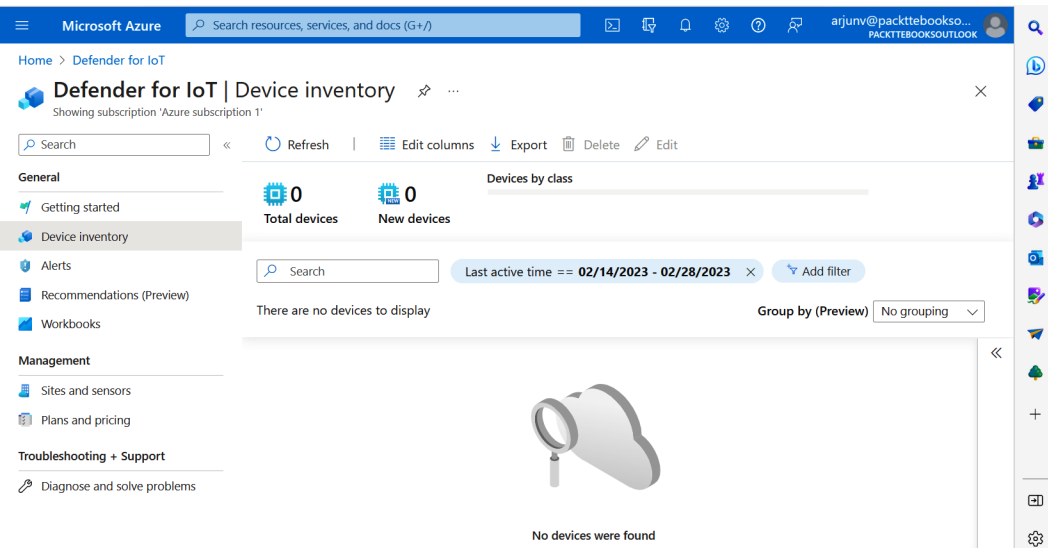 Microsoft Azure
Search resources, services, and docs (G+/)
arjunv@packttebookso...
PACKTTEBOOKSOUTLOOK
Home > Defender for IoT
Defender for IoT | Device inventory
Showing subscription 'Azure subscription 1'
Search
Refresh
Edit columns
Export
Delete
Edit
General
Getting started
Device inventory
Alerts
Recommendations (Preview)
Workbooks
Management
Sites and sensors
Plans and pricing
Troubleshooting + Support
Diagnose and solve problems
0
Total devices
NEW
0
New devices
Devices by class
Search
Last active time == 02/14/2023 - 02/28/2023
Add filter
There are no devices to display
Group by (Preview)
No grouping
No devices were found